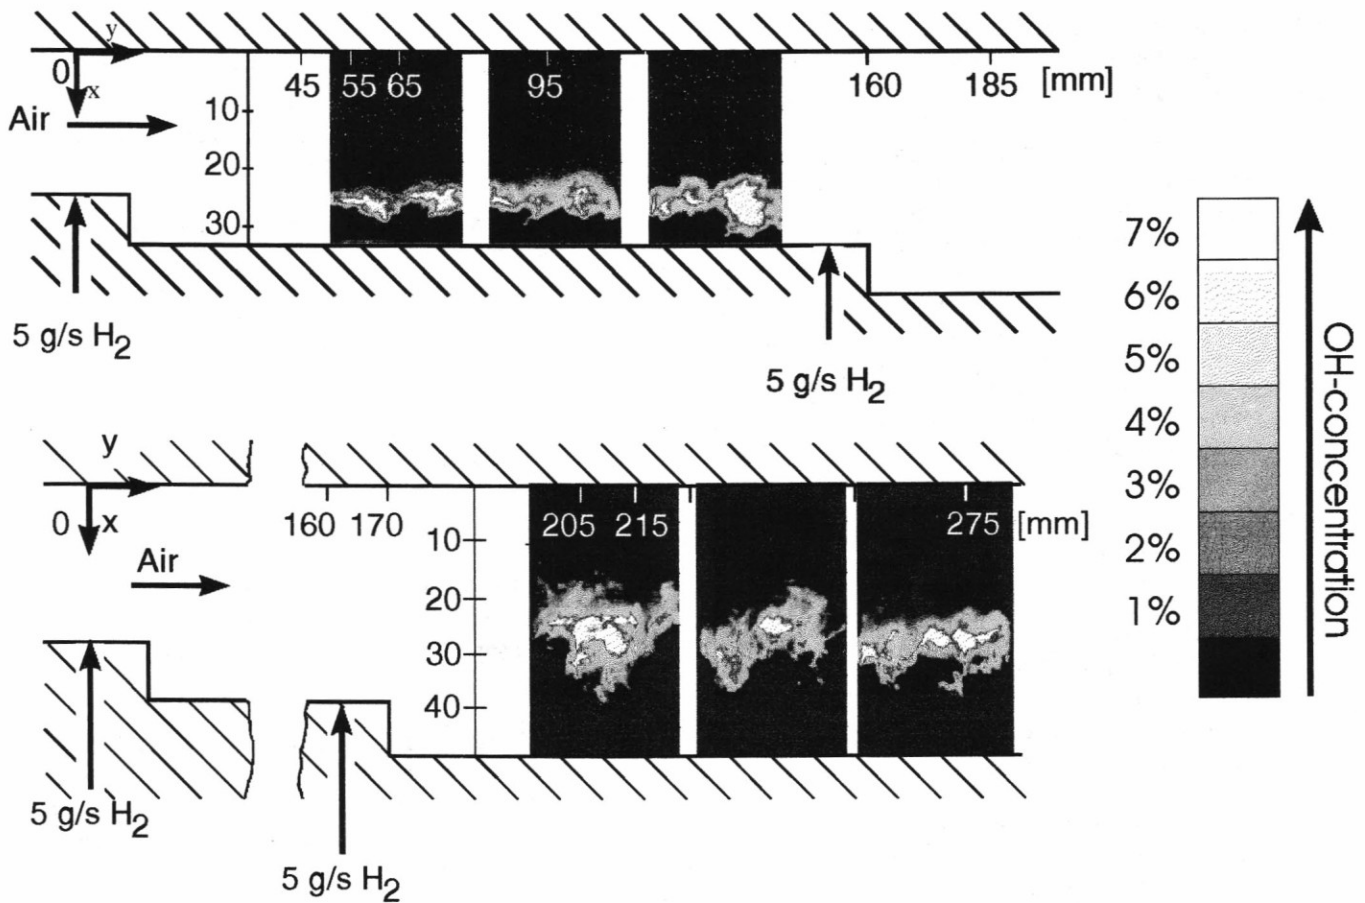 y
0
x
45 55 65 95 160 185 [mm]
Air
10
20
30
5 g/s H2
5 g/s H2
7%
6%
5%
4%
3%
2%
1%
OH-concentration
y
0 x
160 170 205 215 275 [mm]
Air
10
20
30
40
5 g/s H2
5 g/s H2